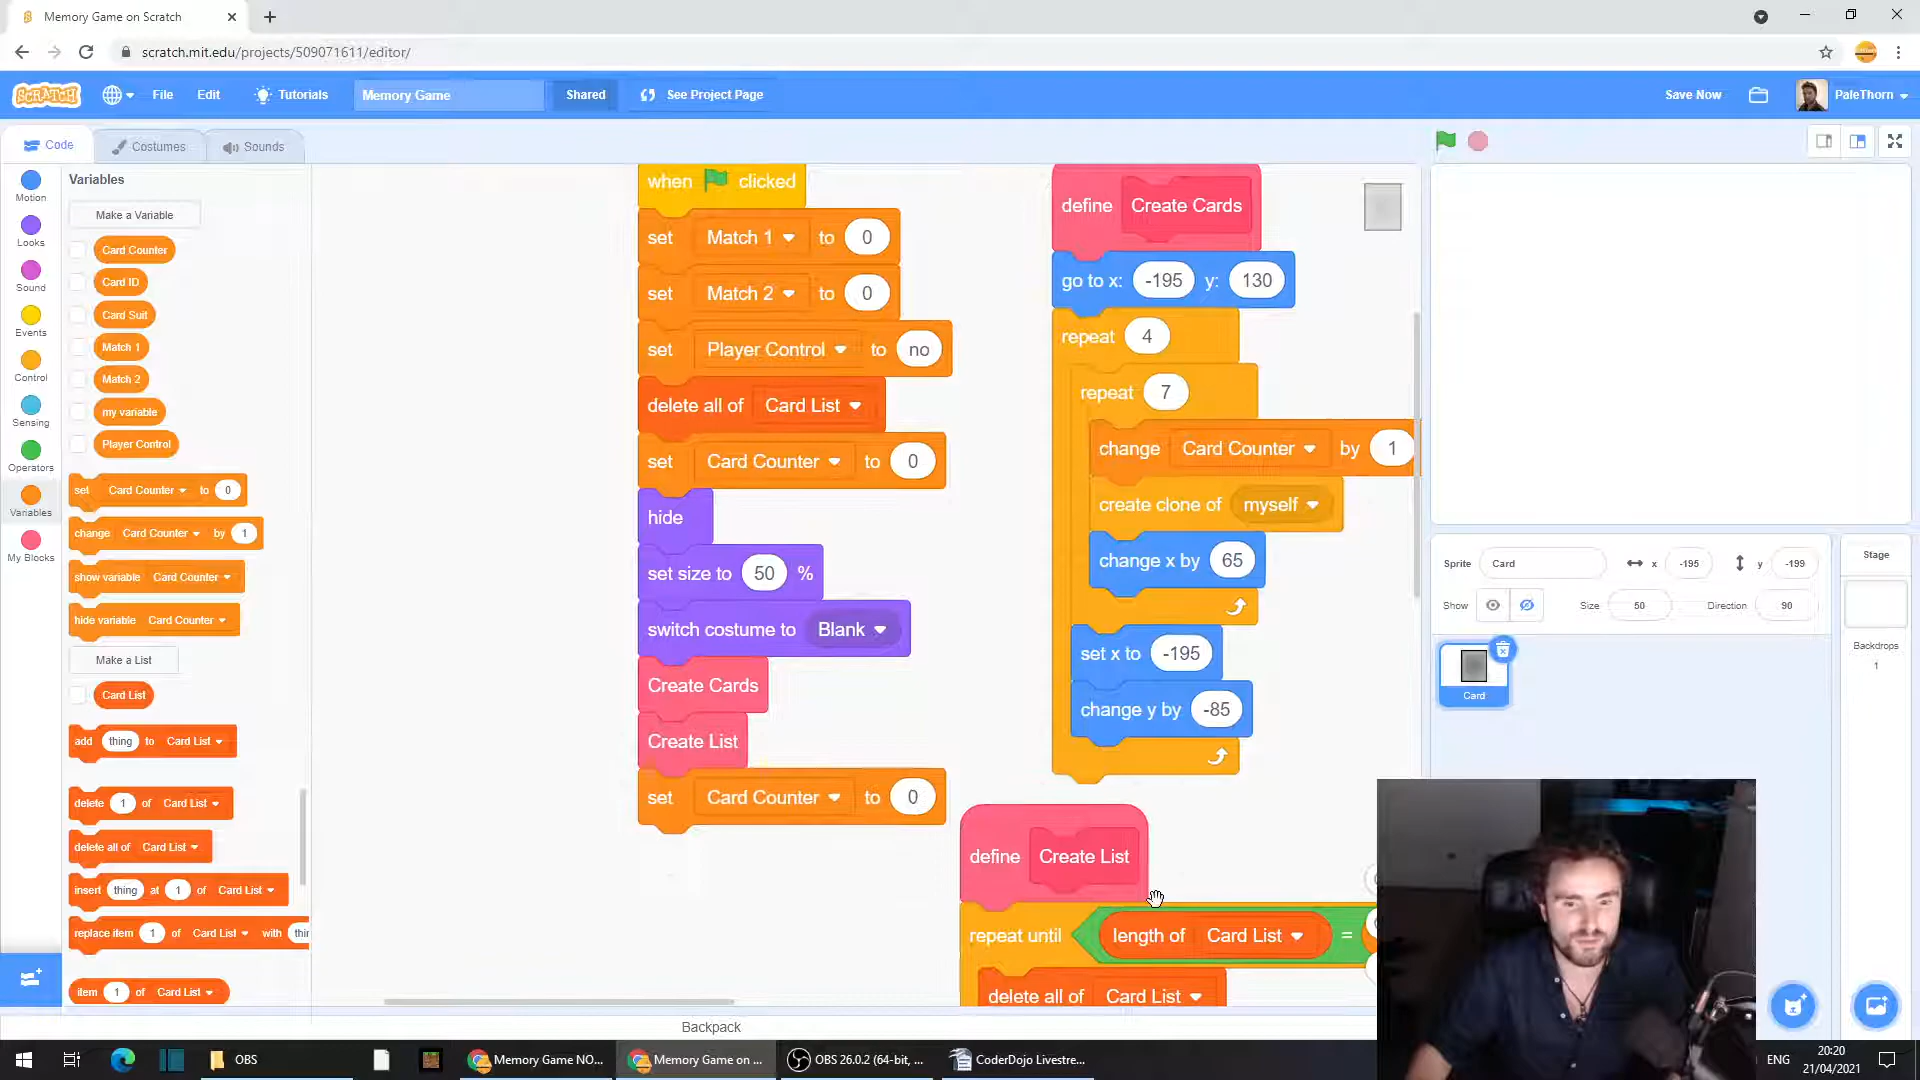 Memory Game on Scratch
scratch.mit.edu/projects/509071611/editor/
SCRATCH
File
Edit
Tutorials
Memory Game
Shared
See Project Page
Save Now
PaleThorn
Code
Costumes
Sounds
Motion
Looks
Sound
Events
Control
Sensing
Operators
Variables
My Blocks
Variables
Make a Variable
Card Counter
Card ID
Card Suit
Match 1
Match 2
my variable
Player Control
set Card Counter to 0
change Card Counter by 1
show variable Card Counter
hide variable Card Counter
Make a List
Card List
add thing to Card List
delete 1 of Card List
delete all of Card List
insert thing at 1 of Card List
replace item 1 of Card List with thin
item 1 of Card List
when clicked
set Match 1 to 0
set Match 2 to 0
set Player Control to no
delete all of Card List
set Card Counter to 0
hide
set size to 50 %
switch costume to Blank
Create Cards
Create List
set Card Counter to 0
define Create Cards
go to x: -195 y: 130
repeat 4
repeat 7
change Card Counter by 1
create clone of myself
change x by 65
set x to -195
change y by -85
define Create List
repeat until length of Card List =
delete all of Card List
Sprite Card x -195 y -199
Show Size 50 Direction 90
Card
Stage
Backdrops
1
Backpack
OBS
Memory Game NO...
Memory Game on ...
OBS 26.0.2 (64-bit, ...
CoderDojo Livestre...
ENG
20:20
21/04/2021